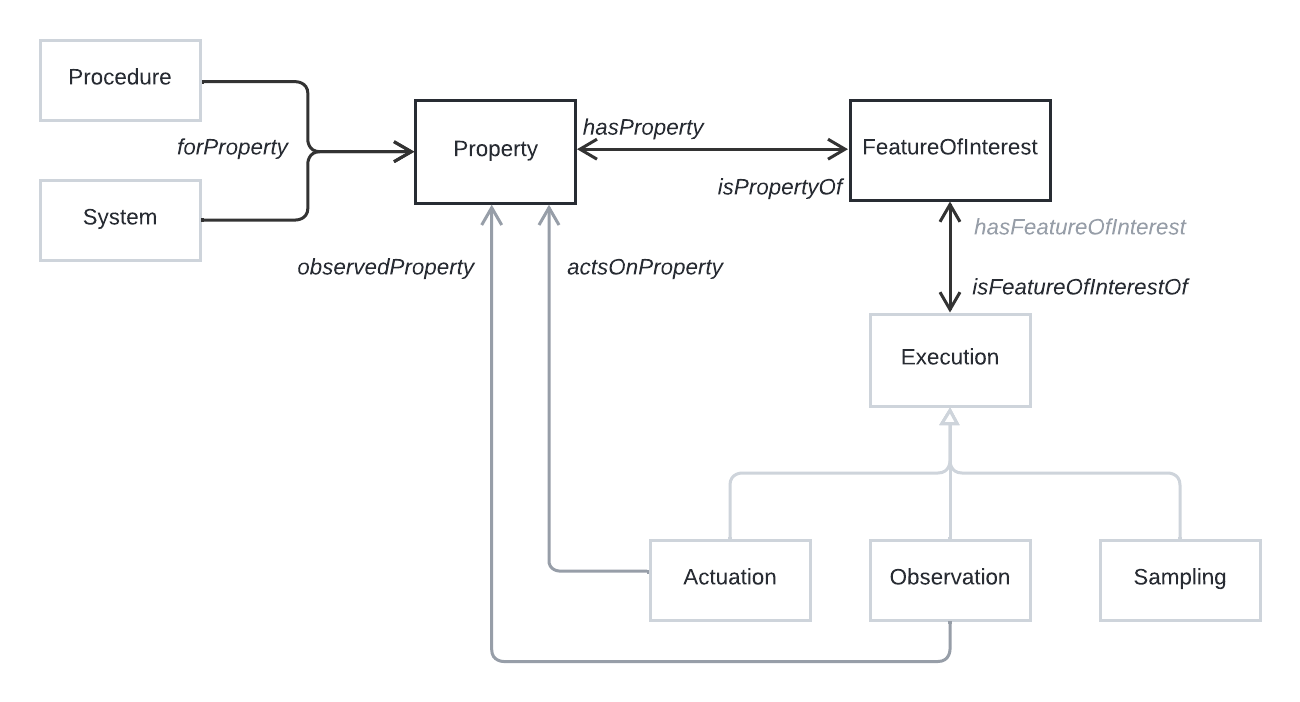 Procedure
hasProperty
forProperty
Property
FeatureOfInterest
isPropertyOf
System
hasFeatureOfInterest
observedProperty
actsOnProperty
isFeatureOfInterestOf
Execution
Actuation
Observation
Sampling